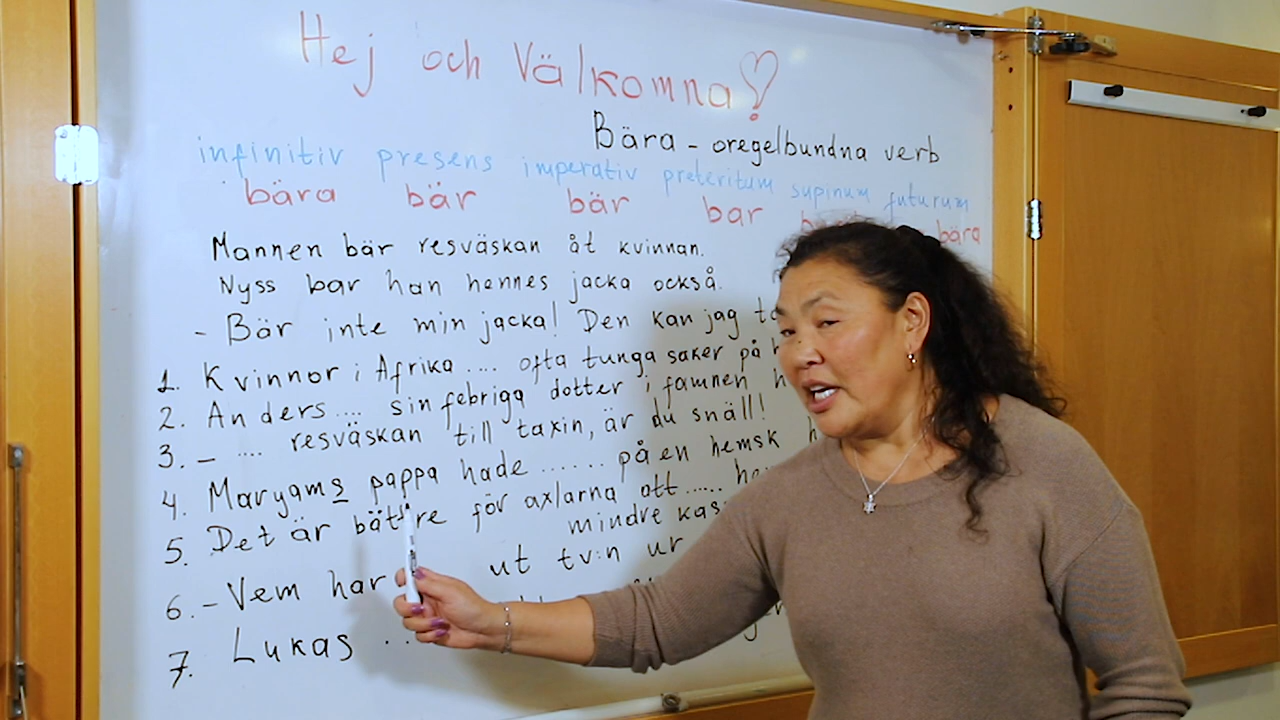 Hej och Välkomna!
Bära - oregelbundna verb
infinitiv presens imperativ preteritum supinum futurum
bära bär bär bar bära
Mannen bär resväskan åt kvinnan.
Nyss bar han hennes jacka också.
- Bär inte min jacka! Den kan jag
1. Kvinnor i Afrika .... ofta tunga saker på
2. Anders .... sin febriga dotter i famnen
3. - .... resväskan till taxin, är du snäll!
4. Maryams pappa hade ...... på en hemsk
5. Det är bättre för axlarna att .....
mindre
6. - Vem har ut tv:n ur
7. Lukas ..